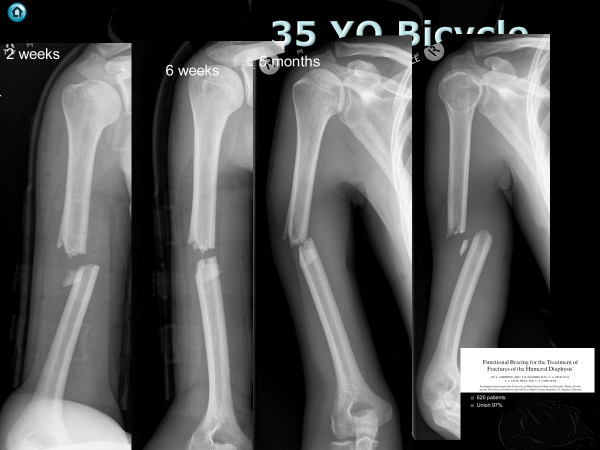 35 YO Bicycle
2 weeks
6 weeks
5 months
R
R
Functional Bracing for the Treatment of
Fractures of the Humeral Diaphysis
620 patients
Union 97%